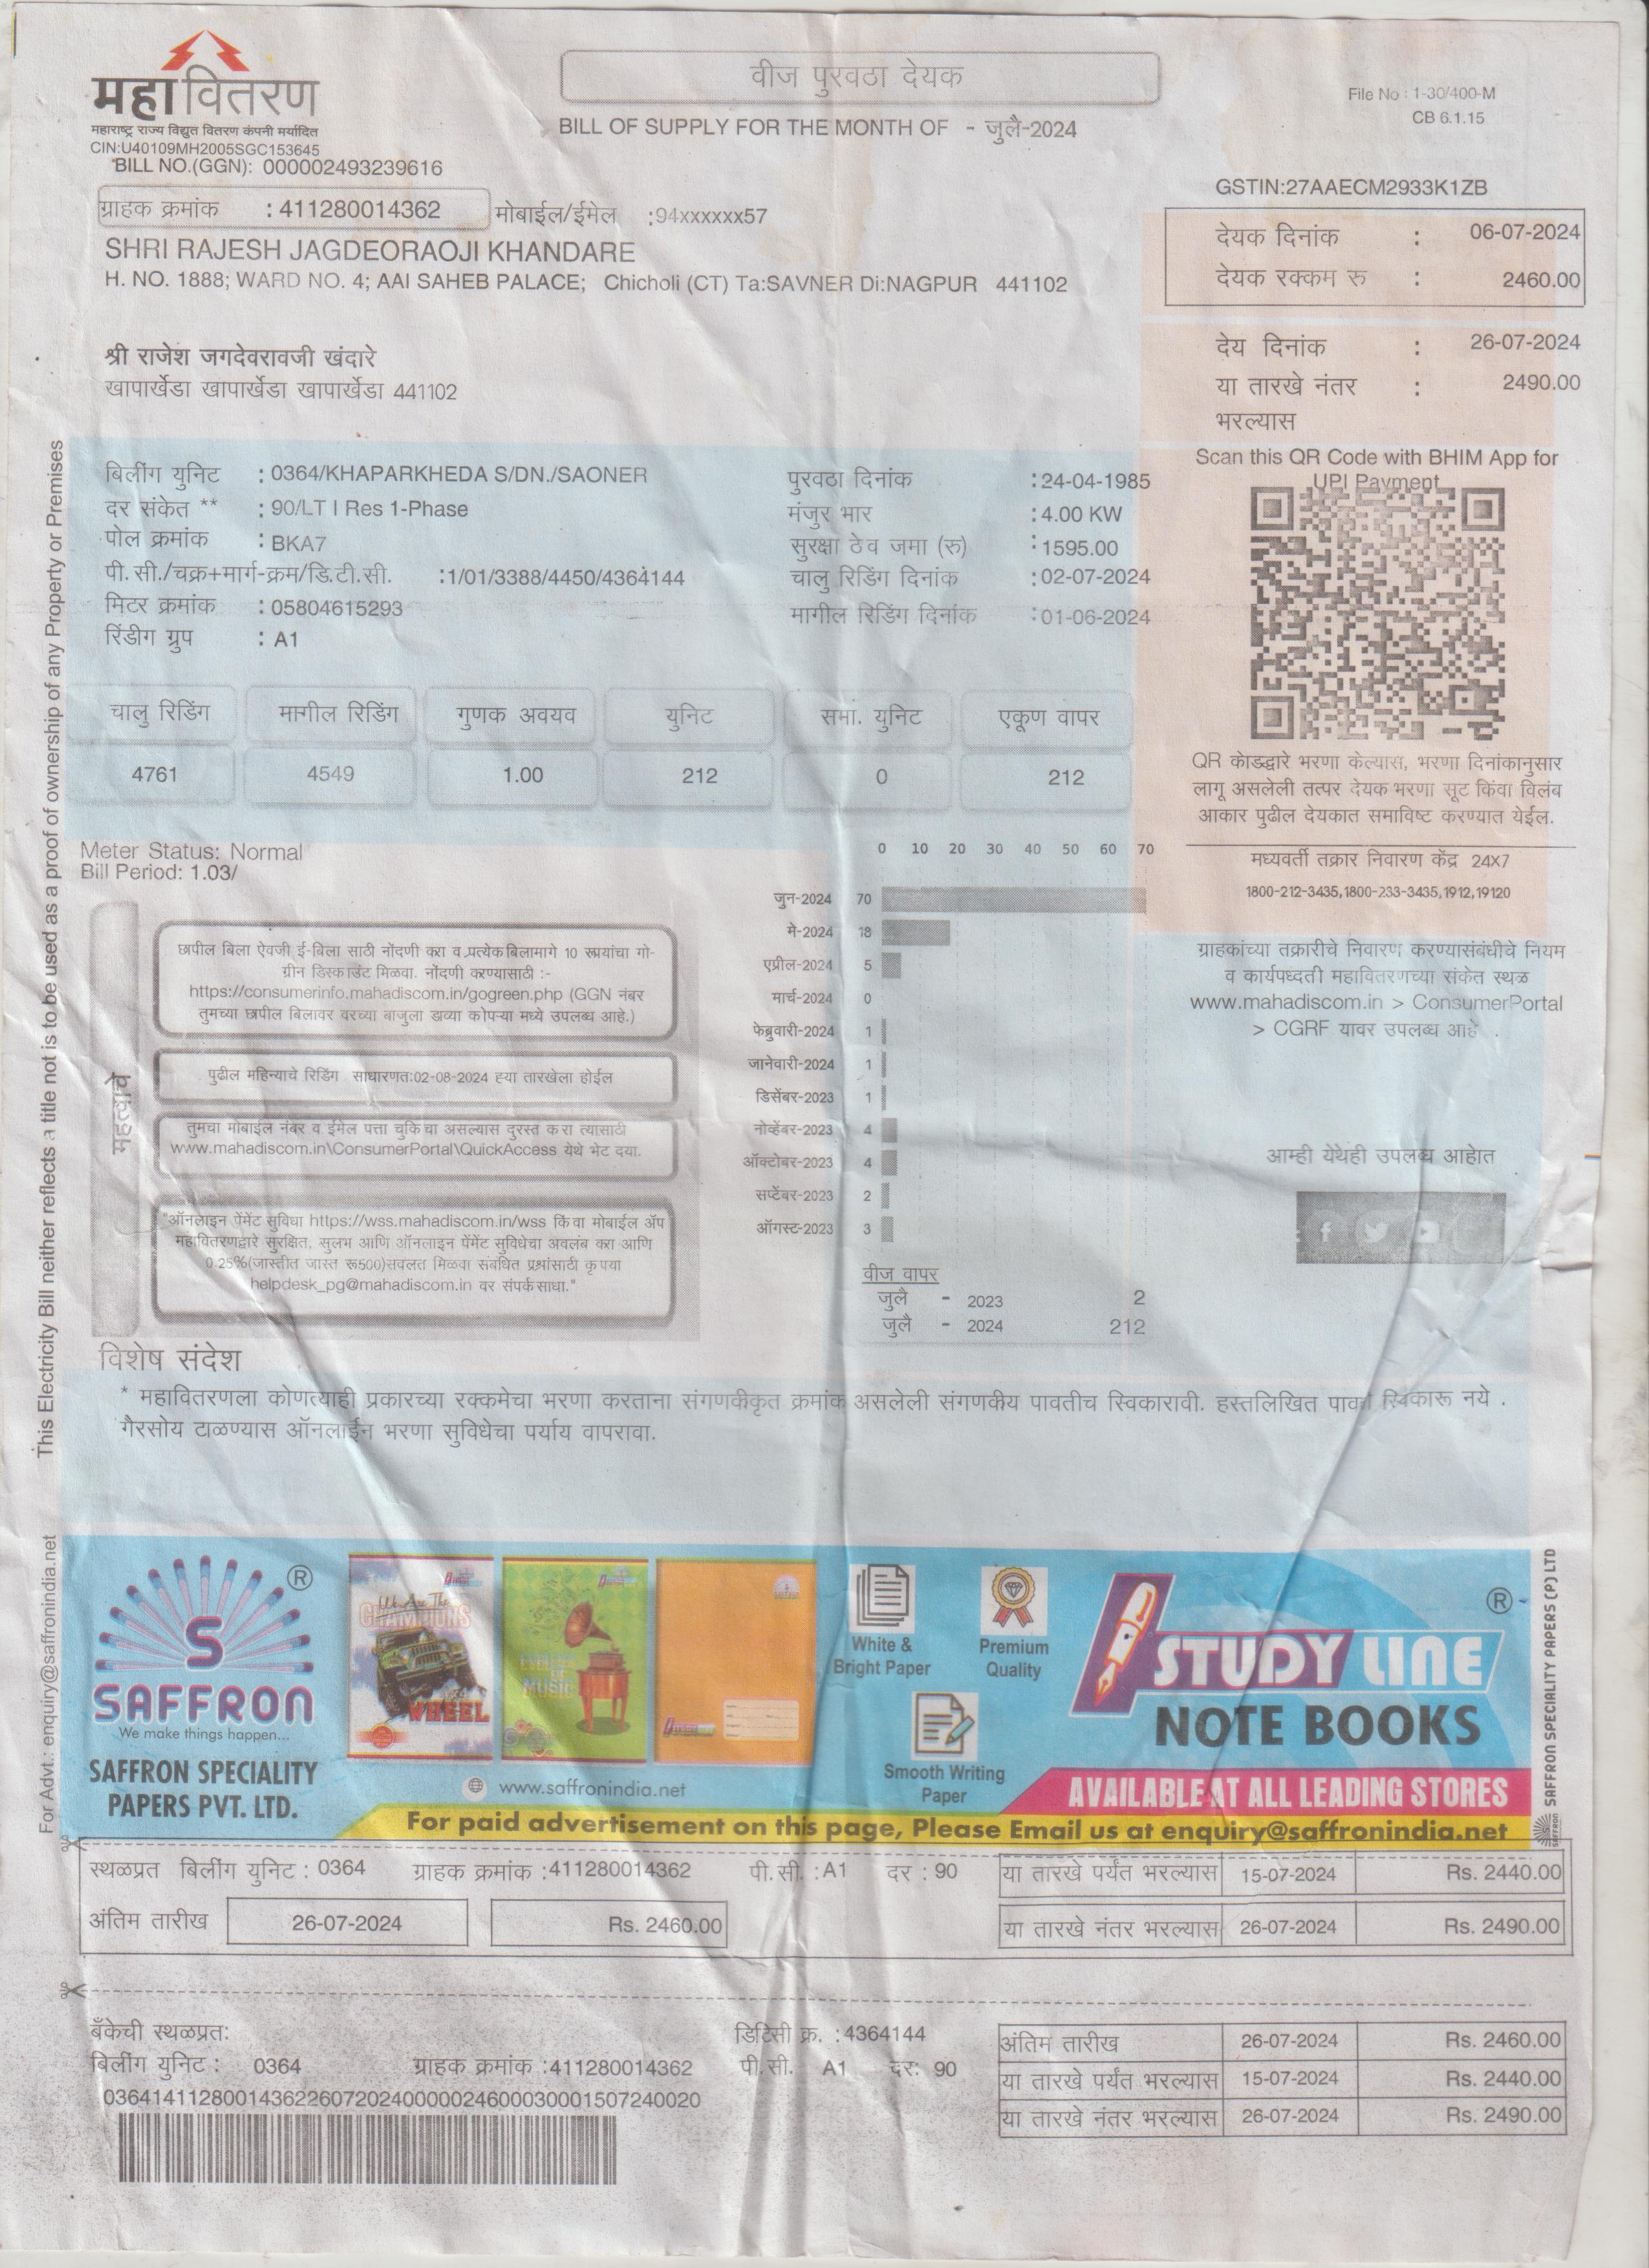 महावितरण
महाराष्ट्र राज्य विद्युत वितरण कंपनी मर्यादित
CIN:U40109MH2005SGC153645
BILL NO.(GGN): 000002493239616
वीज पुरवठा देयक
BILL OF SUPPLY FOR THE MONTH OF - जुलै-2024
File No : 1-30/400-M
CB 6.1.15
GSTIN:27AAECM2933K1ZB
ग्राहक क्रमांक : 411280014362 मोबाईल/ईमेल :94xxxxxx57
SHRI RAJESH JAGDEORAOJI KHANDARE
H. NO. 1888; WARD NO. 4; AAI SAHEB PALACE; Chicholi (CT) Ta:SAVNER Di:NAGPUR 441102
देयक दिनांक : 06-07-2024
देयक रक्कम रु : 2460.00
देय दिनांक : 26-07-2024
या तारखे नंतर : 2490.00
भरल्यास
श्री राजेश जगदेवरावजी खंदारे
खापार्खेडा खापार्खेडा खापार्खेडा 441102
बिलींग युनिट : 0364/KHAPARKHEDA S/DN./SAONER
दर संकेत ** : 90/LT I Res 1-Phase
पोल क्रमांक : BKA7
पी.सी./चक्र+मार्ग-क्रम/डि.टी.सी. :1/01/3388/4450/4364144
मिटर क्रमांक : 05804615293
रिंडीग ग्रुप : A1
पुरवठा दिनांक :24-04-1985
मंजुर भार :4.00 KW
सुरक्षा ठेव जमा (रु) :1595.00
चालु रिडिंग दिनांक :02-07-2024
मागील रिडिंग दिनांक :01-06-2024
Scan this QR Code with BHIM App for
UPI Payment
QR कोडद्वारे भरणा केल्यास, भरणा दिनांकानुसार
लागू असलेली तत्पर देयक भरणा सूट किंवा विलंब
आकार पुढील देयकात समाविष्ट करण्यात येईल.
मध्यवर्ती तक्रार निवारण केंद्र 24X7
1800-212-3435,1800-233-3435,1912,19120
चालु रिडिंग मागील रिडिंग गुणक अवयव युनिट समा. युनिट एकूण वापर
4761 4549 1.00 212 0 212
Meter Status: Normal
Bill Period: 1.03/
0 10 20 30 40 50 60 70
जुन-2024 70
मे-2024 18
एप्रील-2024 5
मार्च-2024 0
फेब्रुवारी-2024 1
जानेवारी-2024 1
डिसेंबर-2023 1
नोव्हेंबर-2023 4
ऑक्टोबर-2023 4
सप्टेंबर-2023 2
ऑगस्ट-2023 3
वीज वापर
जुलै - 2023 2
जुलै - 2024 212
महत्वाचे
छापील बिला ऐवजी ई-बिला साठी नोंदणी करा व प्रत्येक बिलामागे 10 रूपयांचा गो-
ग्रीन डिस्काउंट मिळवा. नोंदणी करण्यासाठी :-
https://consumerinfo.mahadiscom.in/gogreen.php (GGN नंबर
तुमच्या छापील बिलावर वरच्या बाजुला डाव्या कोपऱ्या मध्ये उपलब्ध आहे.)
पुढील महिन्याचे रिडिंग साधारणत:02-08-2024 ह्या तारखेला होईल
तुमचा मोबाईल नंबर व ईमेल पत्ता चुकिचा असल्यास दुरस्त करा त्यासाठी
www.mahadiscom.in\ConsumerPortal\QuickAccess येथे भेट दया.
"ऑनलाइन पेंमेंट सुविधा https://wss.mahadiscom.in/wss किंवा मोबाईल ॲप
महावितरणद्वारे सुरक्षित, सुलभ आणि ऑनलाइन पेंमेंट सुविधेचा अवलंब करा आणि
0.25%(जास्तीत जास्त रू500)सवलत मिळवा संबंधित प्रश्नांसाठी कृपया
helpdesk_pg@mahadiscom.in वर संपर्क साधा."
ग्राहकांच्या तक्रारीचे निवारण करण्यासंबंधीचे नियम
व कार्यपध्दती महावितरणच्या संकेत स्थळ
www.mahadiscom.in > ConsumerPortal
> CGRF यावर उपलब्ध आहे .
आम्ही येथेही उपलब्ध आहोत
विशेष संदेश
* महावितरणला कोणत्याही प्रकारच्या रक्कमेचा भरणा करताना संगणकीकृत क्रमांक असलेली संगणकीय पावतीच स्विकारावी. हस्तलिखित स्विकारू नये .
गैरसोय टाळण्यास ऑनलाईन भरणा सुविधेचा पर्याय वापरावा.
This Electricity Bill neither reflects a title not is to be used as a proof of ownership of any Property or Premises
For Advt.: enquiry@saffronindia.net
S
SAFFRON ®
We make things happen...
SAFFRON SPECIALITY
PAPERS PVT. LTD.
We Are The
CHAMPIONS
WHEEL
MUSIC
www.saffronindia.net
White &
Bright Paper
Premium
Quality
Smooth Writing
Paper
STUDY LINE ®
NOTE BOOKS
AVAILABLE AT ALL LEADING STORES
For paid advertisement on this page, Please Email us at enquiry@saffronindia.net
SAFFRON SPECIALITY PAPERS (P) LTD
स्थळप्रत बिलींग युनिट : 0364 ग्राहक क्रमांक :411280014362 पी.सी. : A1 दर : 90
या तारखे पर्यंत भरल्यास 15-07-2024 Rs. 2440.00
अंतिम तारीख 26-07-2024 Rs. 2460.00
या तारखे नंतर भरल्यास 26-07-2024 Rs. 2490.00
बँकेची स्थळप्रत: डिटिसी क्र. :4364144
बिलींग युनिट : 0364 ग्राहक क्रमांक :411280014362 पी.सी. A1 दर: 90
0364141128001436226072024000002460003000150724​0020
अंतिम तारीख 26-07-2024 Rs. 2460.00
या तारखे पर्यंत भरल्यास 15-07-2024 Rs. 2440.00
या तारखे नंतर भरल्यास 26-07-2024 Rs. 2490.00